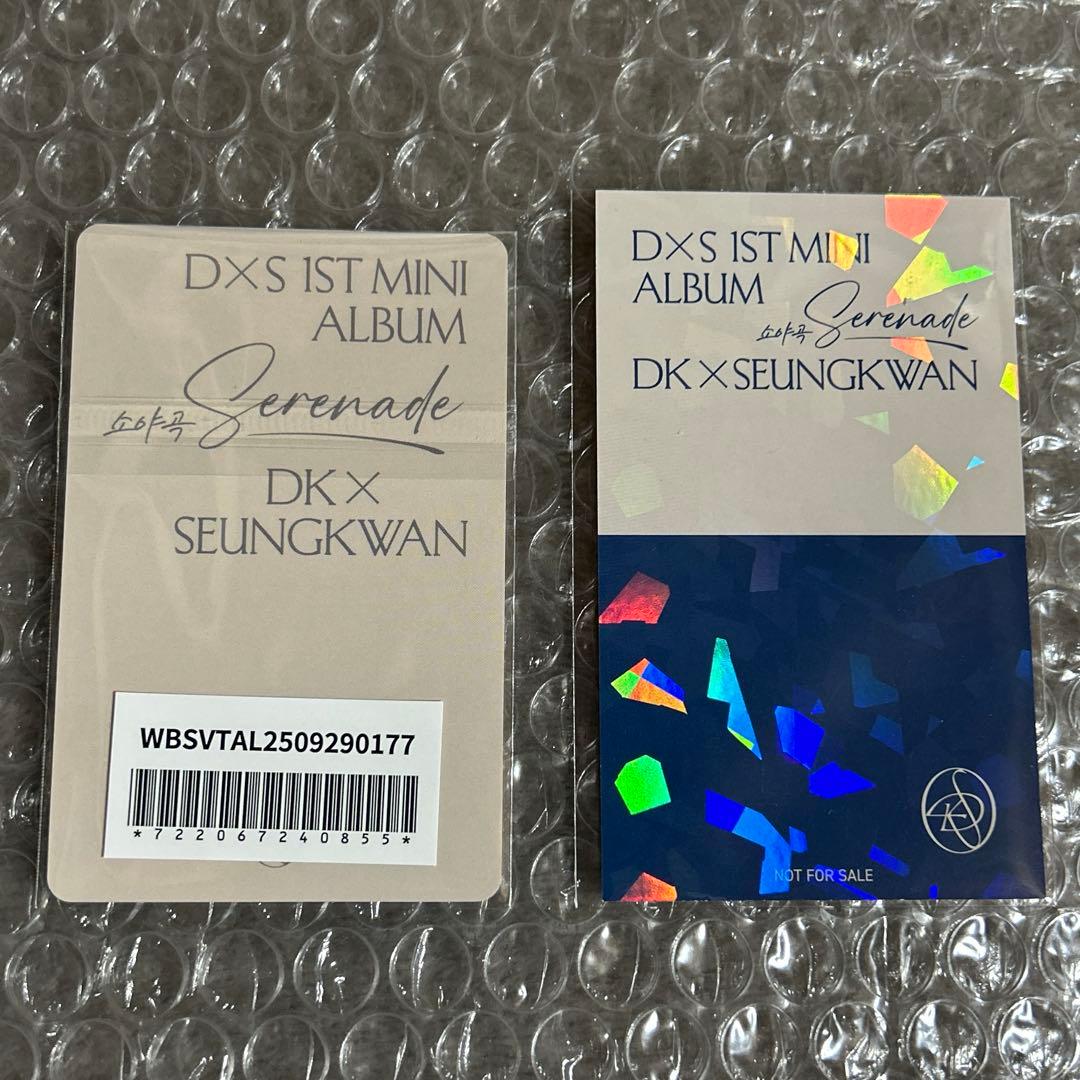 D×S 1ST MINI
ALBUM
소야곡 Serenade
DK ×
SEUNGKWAN
WBSVTAL2509290177
*722067240855*
D×S 1ST MINI
ALBUM
소야곡 Serenade
DK ×SEUNGKWAN
NOT FOR SALE